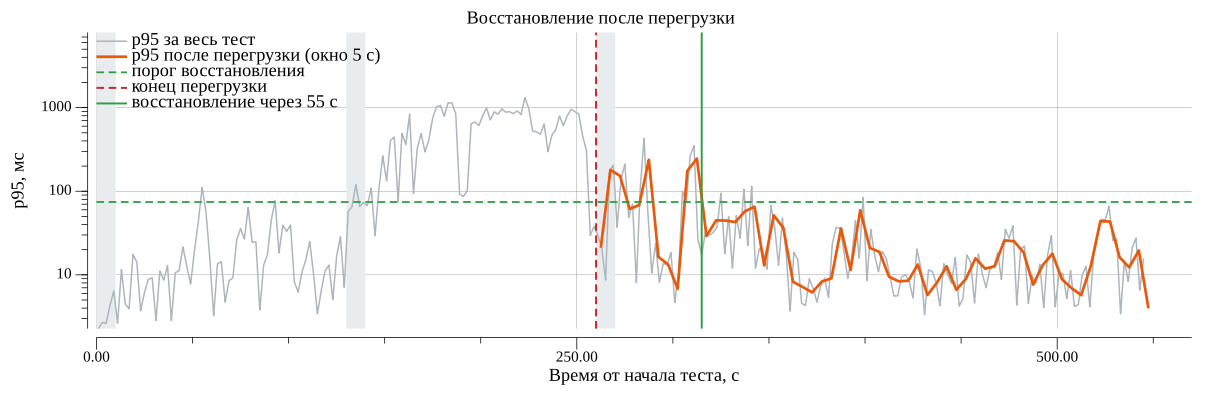 Восстановление после перегрузки
p95 за весь тест
p95 после перегрузки (окно 5 с)
порог восстановления
конец перегрузки
восстановление через 55 с
1000
100
10
p95, мс
0.00
250.00
500.00
Время от начала теста, с